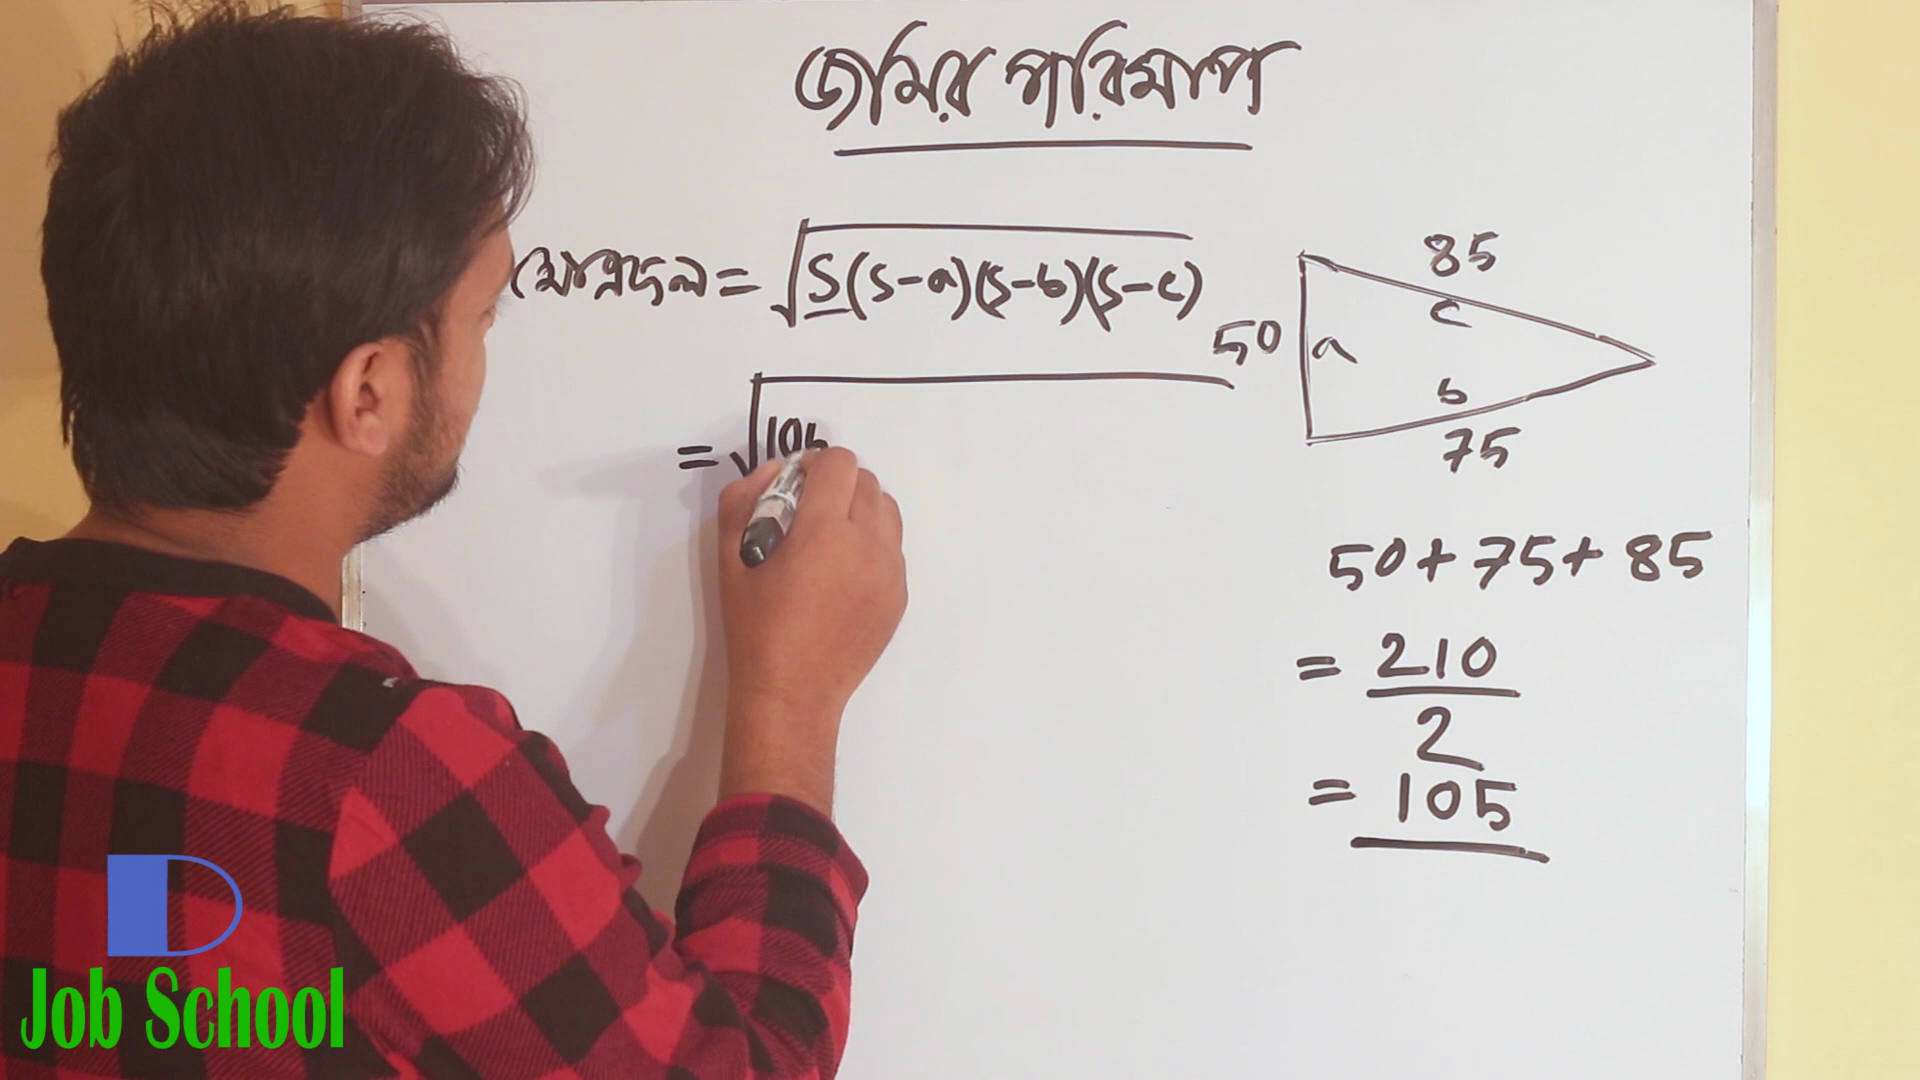 জমির পরিমাপ
ক্ষেত্রফল = √S(S-a)(S-b)(S-c)
= √105
85
c
50 a
b
75
50+75+85
= 210
2
= 105
Job School